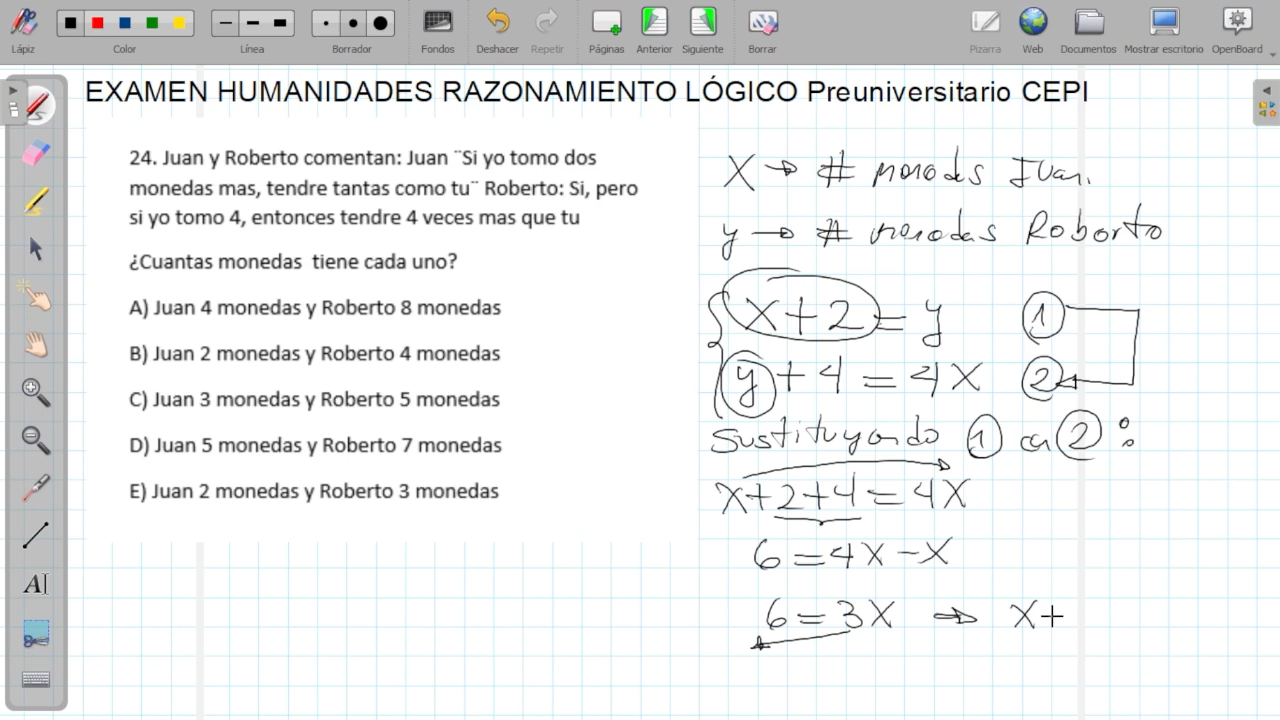 Lápiz
Color
Línea
Borrador
Fondos
Deshacer
Repetir
Páginas
Anterior
Siguiente
Borrar
Pizarra
Web
Documentos
Mostrar escritorio
OpenBoard
EXAMEN HUMANIDADES RAZONAMIENTO LÓGICO Preuniversitario CEPI
24. Juan y Roberto comentan: Juan ¨Si yo tomo dos
monedas mas, tendre tantas como tu¨ Roberto: Si, pero
si yo tomo 4, entonces tendre 4 veces mas que tu
¿Cuantas monedas tiene cada uno?
A) Juan 4 monedas y Roberto 8 monedas
B) Juan 2 monedas y Roberto 4 monedas
C) Juan 3 monedas y Roberto 5 monedas
D) Juan 5 monedas y Roberto 7 monedas
E) Juan 2 monedas y Roberto 3 monedas
X → # monedas Juan.
y → # monedas Roberto
x+2 = y 1
y + 4 = 4X 2
Sustituyendo 1 en 2 :
X+2+4 = 4X
6 = 4X - X
6 = 3X ⇒ X
AI